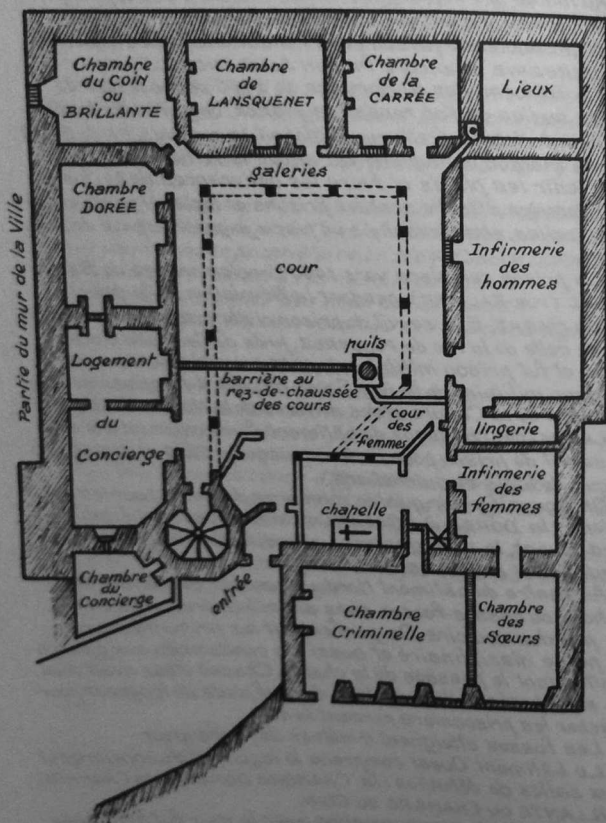 Chambre
du COIN
ou
BRILLANTE
Chambre
de
LANSQUENET
Chambre
de la
CARRÉE
Lieux
galeries
Chambre
DORÉE
cour
Infirmerie
des
hommes
Partie du mur de la Ville
puits
Logement
barrière au
rez-de-chaussée
des cours
du
cour
des
femmes
lingerie
Concierge
Infirmerie
des
femmes
chapelle
Chambre
du
Concierge
entrée
Chambre
Criminelle
Chambre
des
Sœurs